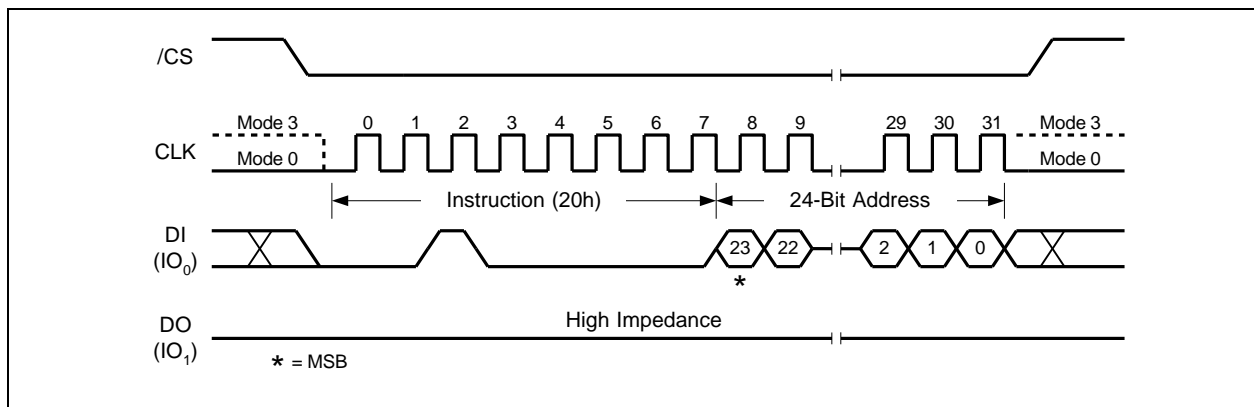 /CS
Mode 3 0 1 2 3 4 5 6 7 8 9 29 30 31 Mode 3
CLK Mode 0 Mode 0
Instruction (20h) 24-Bit Address
DI
(IO₀) 23 22 2 1 0
*
DO High Impedance
(IO₁)
* = MSB